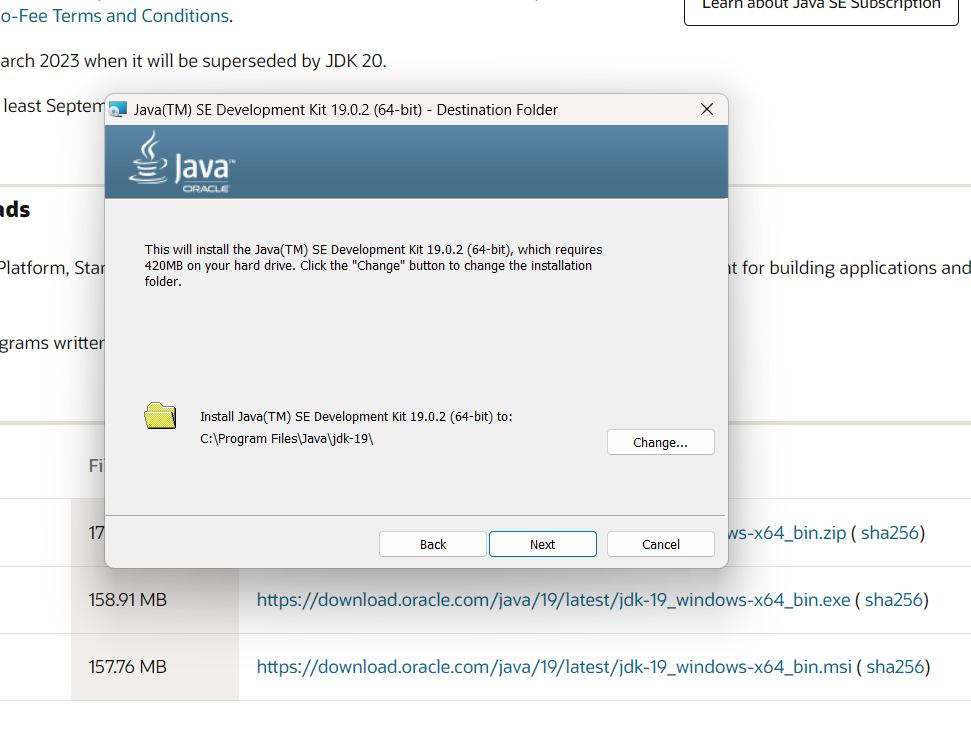 o-Fee Terms and Conditions.
Learn about Java SE Subscription
arch 2023 when it will be superseded by JDK 20.
least Septem
Java(TM) SE Development Kit 19.0.2 (64-bit) - Destination Folder
Java™
ORACLE
ads
This will install the Java(TM) SE Development Kit 19.0.2 (64-bit), which requires
420MB on your hard drive. Click the "Change" button to change the installation
folder.
Platform, Star
nt for building applications and
grams writter
Install Java(TM) SE Development Kit 19.0.2 (64-bit) to:
C:\Program Files\Java\jdk-19\
Change...
Fi
Back
Next
Cancel
17
ws-x64_bin.zip ( sha256)
158.91 MB
https://download.oracle.com/java/19/latest/jdk-19_windows-x64_bin.exe ( sha256)
157.76 MB
https://download.oracle.com/java/19/latest/jdk-19_windows-x64_bin.msi ( sha256)